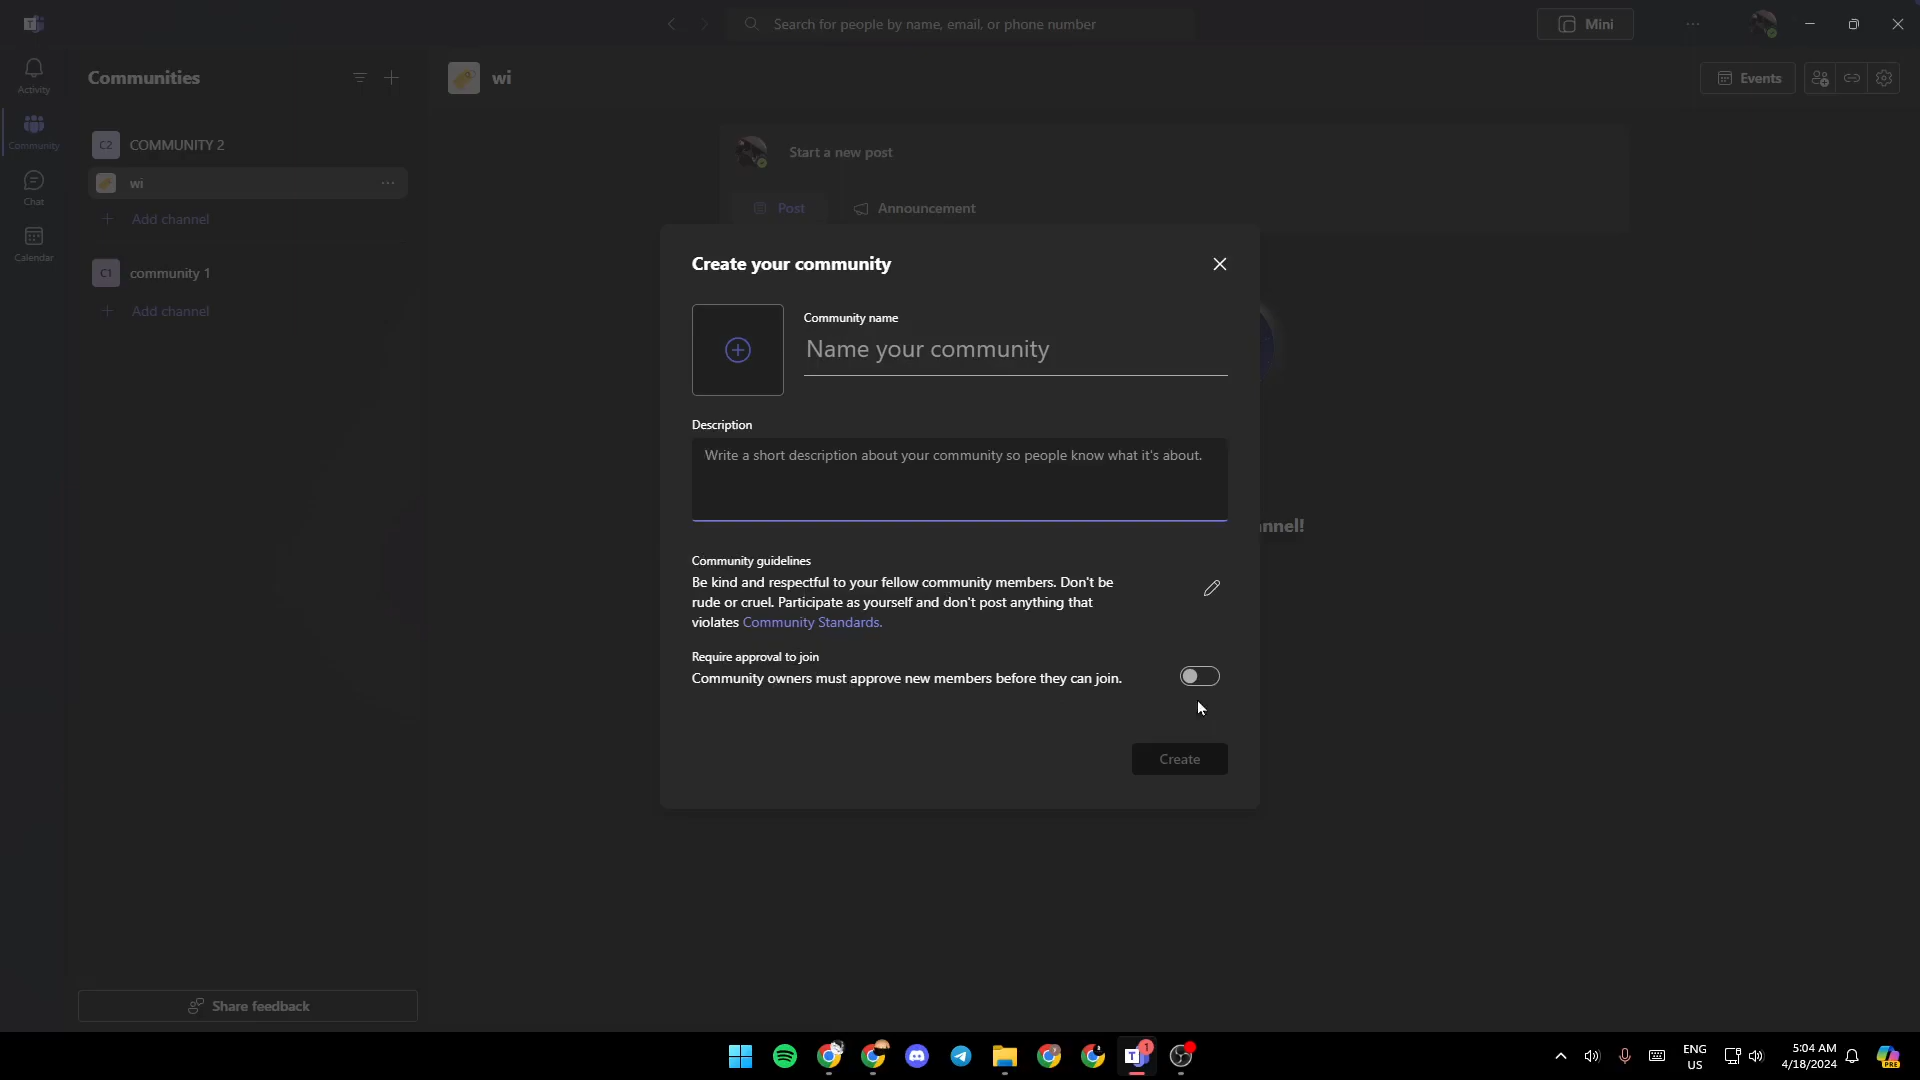 Search for people by name, email, or phone number
Mini
Activity
Community
Chat
Calendar
Communities
C2 COMMUNITY 2
wi
Add channel
C1 community 1
Add channel
Share feedback
wi
Events
Start a new post
Post
Announcement
nnel!
Create your community
Community name
Name your community
Description
Write a short description about your community so people know what it's about.
Community guidelines
Be kind and respectful to your fellow community members. Don't be
rude or cruel. Participate as yourself and don't post anything that
violates Community Standards.
Require approval to join
Community owners must approve new members before they can join.
Create
1
ENG
US
5:04 AM
4/18/2024
PRE